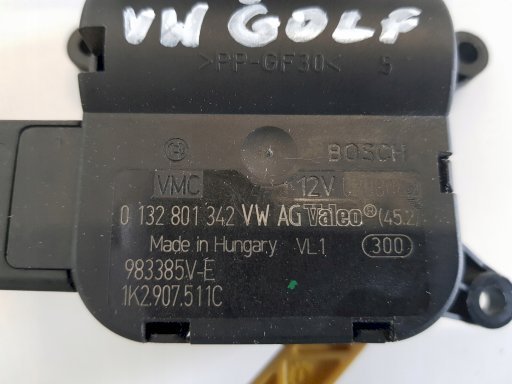 VW GOLF
>PP-GF30< 5
BOSCH
VMC 12V
0 132 801 342 VW AG Valeo® (45.2)
Made in Hungary VL1 300
983385V-E
1K2.907.511C